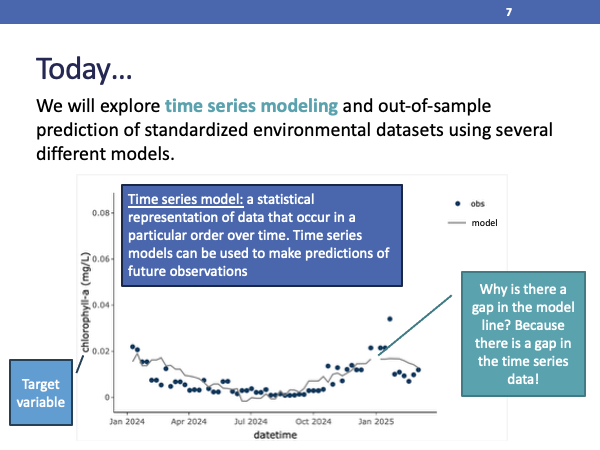 7
Today...
We will explore time series modeling and out-of-sample
prediction of standardized environmental datasets using several
different models.
Time series model: a statistical
representation of data that occur in a
particular order over time. Time series
models can be used to make predictions of
future observations
obs
model
0.08
0.06
0.04
0.02
0
chlorophyll-a (mg/L)
Why is there a
gap in the model
line? Because
there is a gap in
the time series
data!
Target
variable
Jan 2024
Apr 2024
Jul 2024
Oct 2024
Jan 2025
datetime